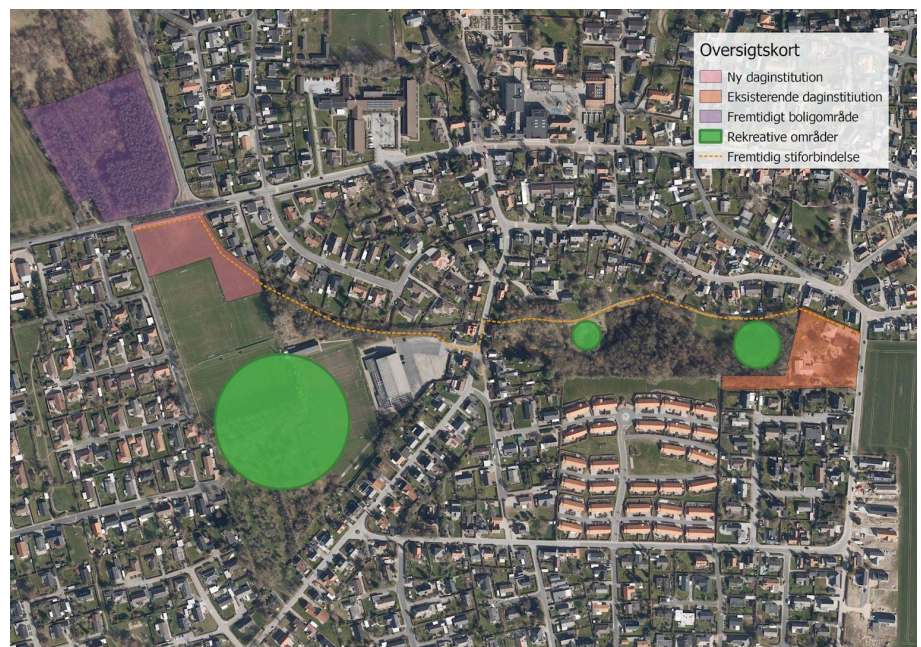 Oversigtskort
Ny daginstitution
Eksisterende daginstitution
Fremtidigt boligområde
Rekreative områder
Fremtidig stiforbindelse